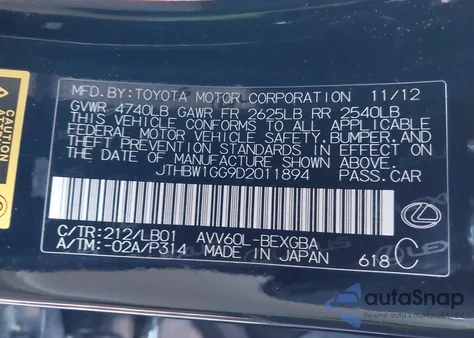 MFD.BY:TOYOTA MOTOR CORPORATION 11/12
GVWR 4740LB GAWR FR 2625LB RR 2540LB
THIS VEHICLE CONFORMS TO ALL APPLICABLE
FEDERAL MOTOR VEHICLE SAFETY,BUMPER,AND
THEFT PREVENTION STANDARDS IN EFFECT ON
THE DATE OF MANUFACTURE SHOWN ABOVE.
JTHBW1GG9D2011894 PASS.CAR
C/TR:212/LB01 AVV60L-BEXGBA
A/TM:-02A/P314 MADE IN JAPAN 618 C
CAUTION
autoSnap